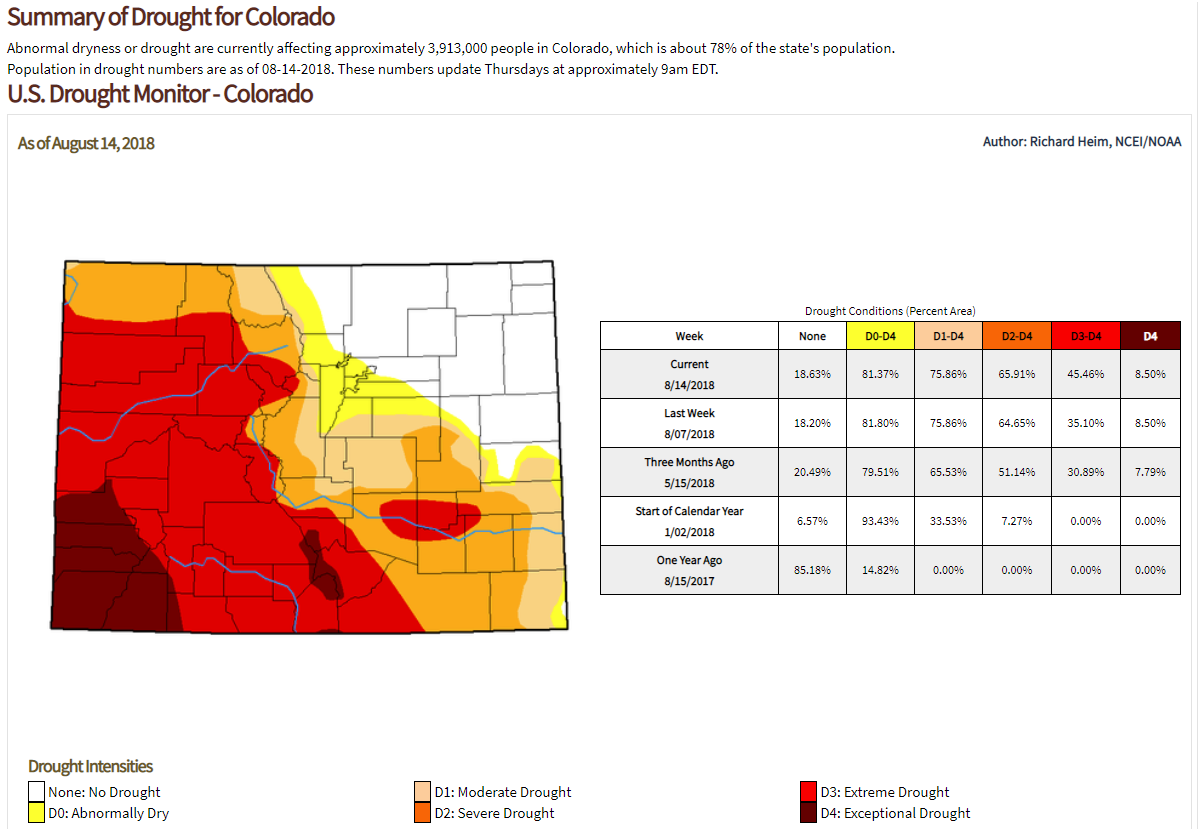 Summary of Drought for Colorado
Abnormal dryness or drought are currently affecting approximately 3,913,000 people in Colorado, which is about 78% of the state's population.
Population in drought numbers are as of 08-14-2018. These numbers update Thursdays at approximately 9am EDT.
U.S. Drought Monitor - Colorado
As of August 14, 2018
Author: Richard Heim, NCEI/NOAA
Drought Conditions (Percent Area)
Week None D0-D4 D1-D4 D2-D4 D3-D4 D4
Current
8/14/2018 18.63% 81.37% 75.86% 65.91% 45.46% 8.50%
Last Week
8/07/2018 18.20% 81.80% 75.86% 64.65% 35.10% 8.50%
Three Months Ago
5/15/2018 20.49% 79.51% 65.53% 51.14% 30.89% 7.79%
Start of Calendar Year
1/02/2018 6.57% 93.43% 33.53% 7.27% 0.00% 0.00%
One Year Ago
8/15/2017 85.18% 14.82% 0.00% 0.00% 0.00% 0.00%
Drought Intensities
None: No Drought
D0: Abnormally Dry
D1: Moderate Drought
D2: Severe Drought
D3: Extreme Drought
D4: Exceptional Drought